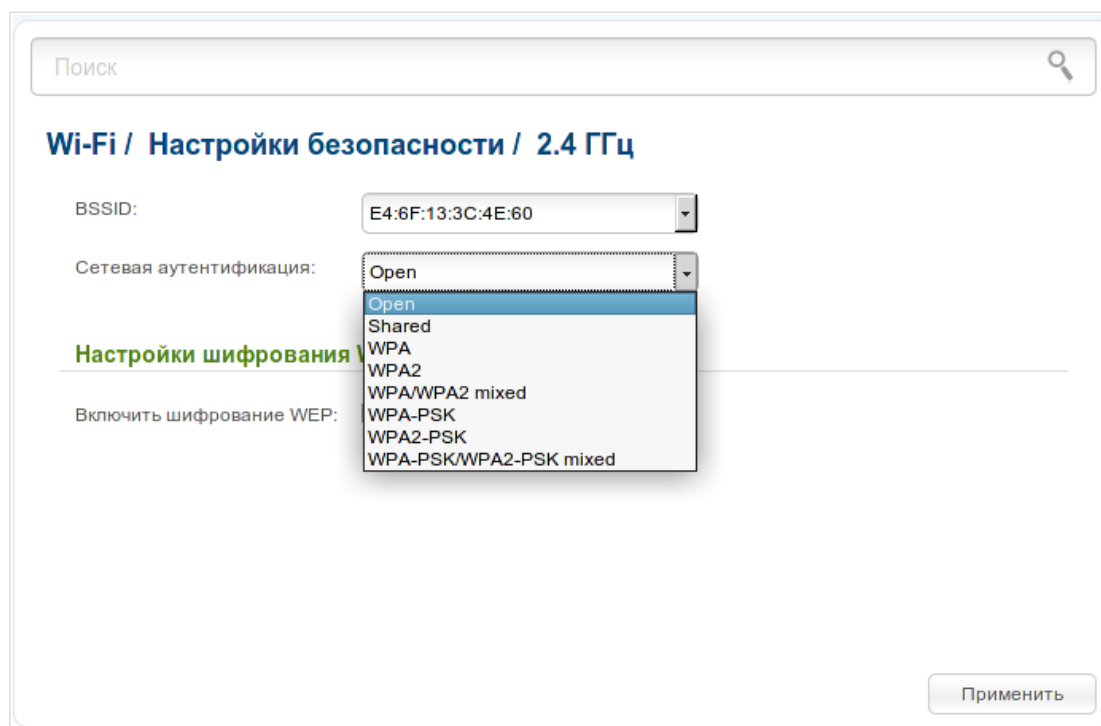 Поиск
Wi-Fi / Настройки безопасности / 2.4 ГГц
BSSID: E4:6F:13:3C:4E:60
Сетевая аутентификация: Open
Open
Shared
WPA
WPA2
WPA/WPA2 mixed
WPA-PSK
WPA2-PSK
WPA-PSK/WPA2-PSK mixed
Настройки шифрования
Включить шифрование WEP:
Применить